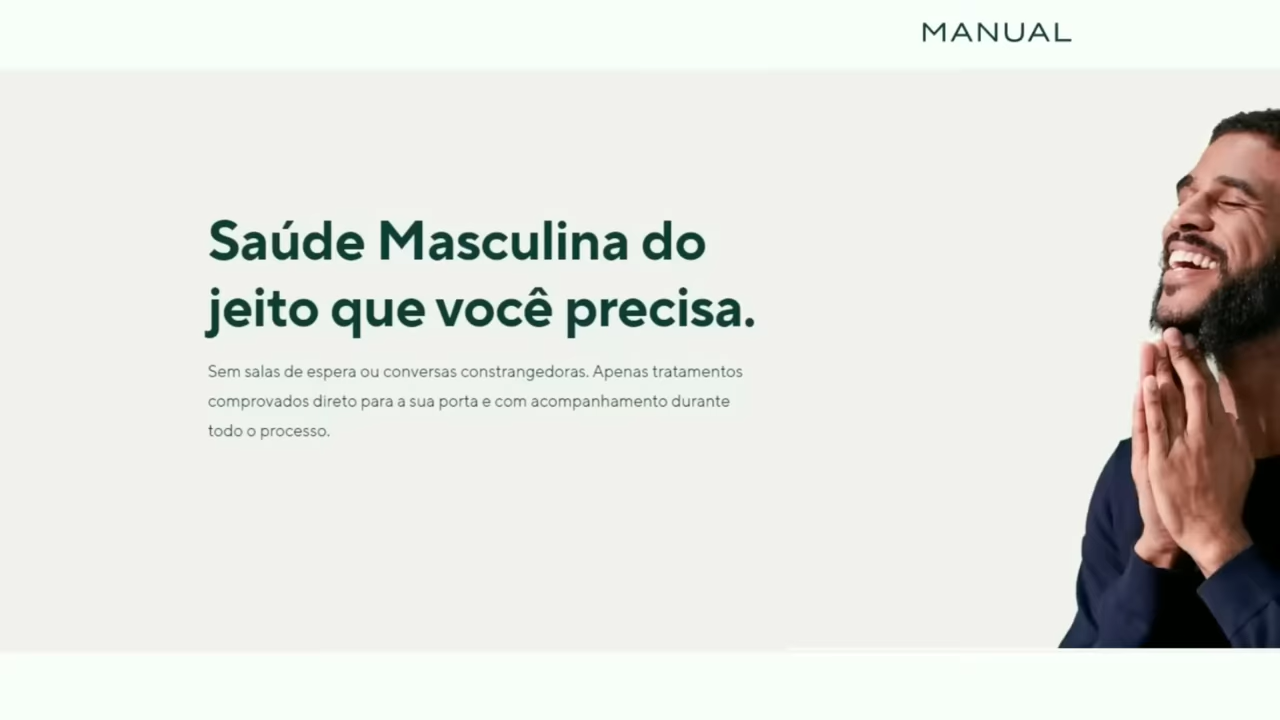 MANUAL
Saúde Masculina do
jeito que você precisa.
Sem salas de espera ou conversas constrangedoras. Apenas tratamentos
comprovados direto para a sua porta e com acompanhamento durante
todo o processo.